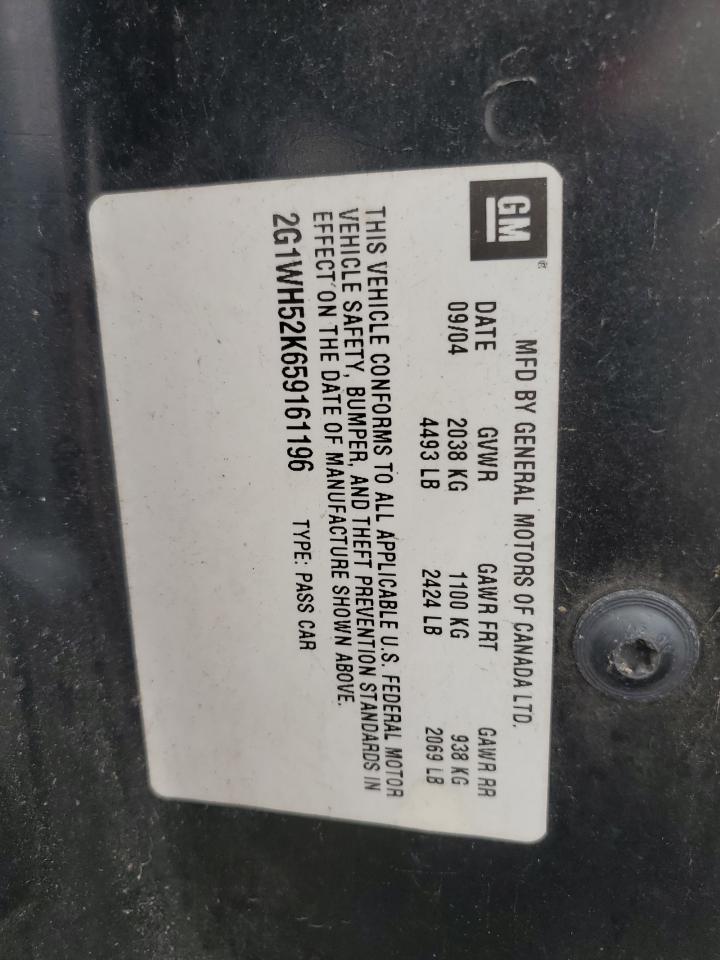 GM®
MFD BY GENERAL MOTORS OF CANADA LTD.
DATE GVWR GAWR FRT GAWR RR
09/04 2038 KG 1100 KG 938 KG
4493 LB 2424 LB 2069 LB
THIS VEHICLE CONFORMS TO ALL APPLICABLE U.S. FEDERAL MOTOR
VEHICLE SAFETY, BUMPER, AND THEFT PREVENTION STANDARDS IN
EFFECT ON THE DATE OF MANUFACTURE SHOWN ABOVE.
2G1WH52K659161196 TYPE: PASS CAR